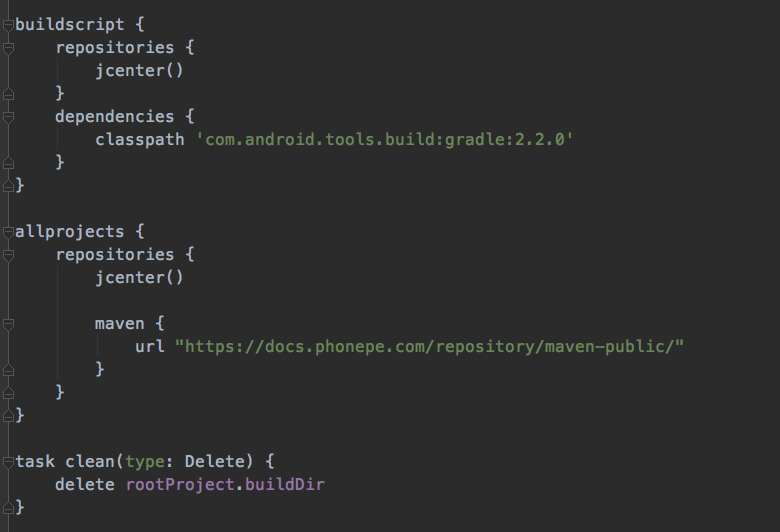 buildscript {
    repositories {
        jcenter()
    }
    dependencies {
        classpath 'com.android.tools.build:gradle:2.2.0'
    }
}

allprojects {
    repositories {
        jcenter()

        maven {
            url "https://docs.phonepe.com/repository/maven-public/"
        }
    }
}

task clean(type: Delete) {
    delete rootProject.buildDir
}